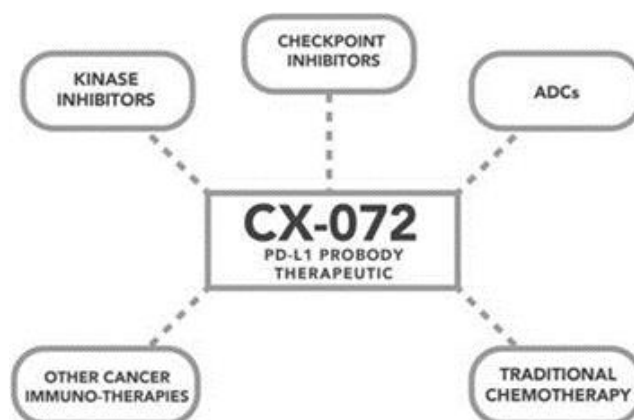 CHECKPOINT
INHIBITORS
KINASE
INHIBITORS
ADCs
CX-072
PD-L1 PROBODY
THERAPEUTIC
OTHER CANCER
IMMUNO-THERAPIES
TRADITIONAL
CHEMOTHERAPY